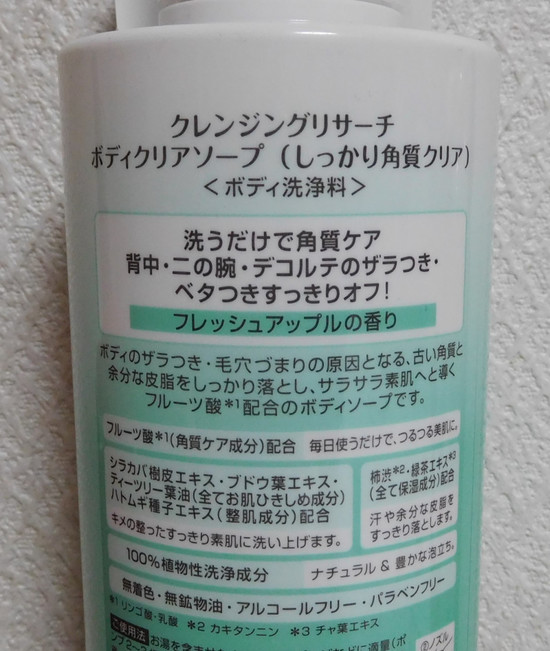 クレンジングリサーチ
ボディクリアソープ（しっかり角質クリア）
＜ボディ洗浄料＞
洗うだけで角質ケア
背中・二の腕・デコルテのザラつき・
ベタつきすっきりオフ！
フレッシュアップルの香り
ボディのザラつき・毛穴づまりの原因となる、古い角質と
余分な皮脂をしっかり落とし、サラサラ素肌へと導く
フルーツ酸＊1配合のボディソープです。
フルーツ酸＊1（角質ケア成分）配合　毎日使うだけで、つるつる美肌に。
シラカバ樹皮エキス・ブドウ葉エキス・
ティーツリー葉油（全てお肌ひきしめ成分）
ハトムギ種子エキス（整肌成分）配合
キメの整ったすっきり素肌に洗い上げます。
柿渋＊2・緑茶エキス＊3
（全て保湿成分）配合
汗や余分な皮脂を
すっきり落とします。
100％植物性洗浄成分　ナチュラル＆豊かな泡立ち。
無着色・無鉱物油・アルコールフリー・パラベンフリー
＊1 リンゴ酸・乳酸　＊2 カキタンニン　＊3 チャ葉エキス
ご使用法　お湯を含ませた
②ノズル